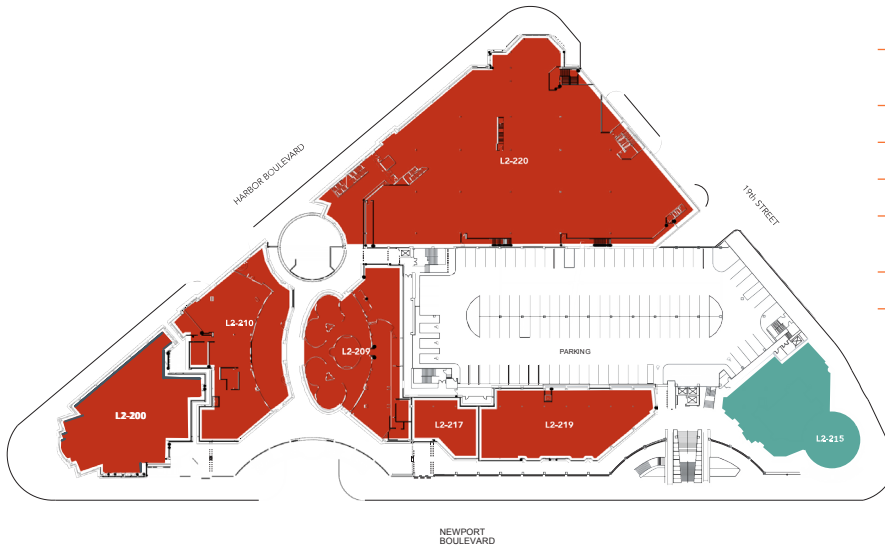 L2-220
HARBOR BOULEVARD
19th STREET
L2-210
L2-209
PARKING
L2-200
L2-217
L2-219
L2-215
NEWPORT
BOULEVARD